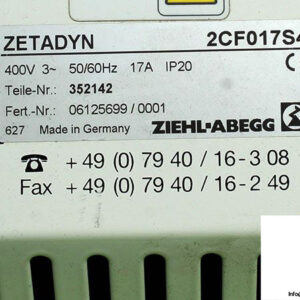 ZETADYN 2CF017S4
400V 3~ 50/60Hz 17A IP20
Teile-Nr.: 352142
Fert.-Nr.: 06125699 / 0001
627 Made in Germany ZIEHL-ABEGG
+ 49 (0) 79 40 / 16-3 08
Fax + 49 (0) 79 40 / 16-2 49